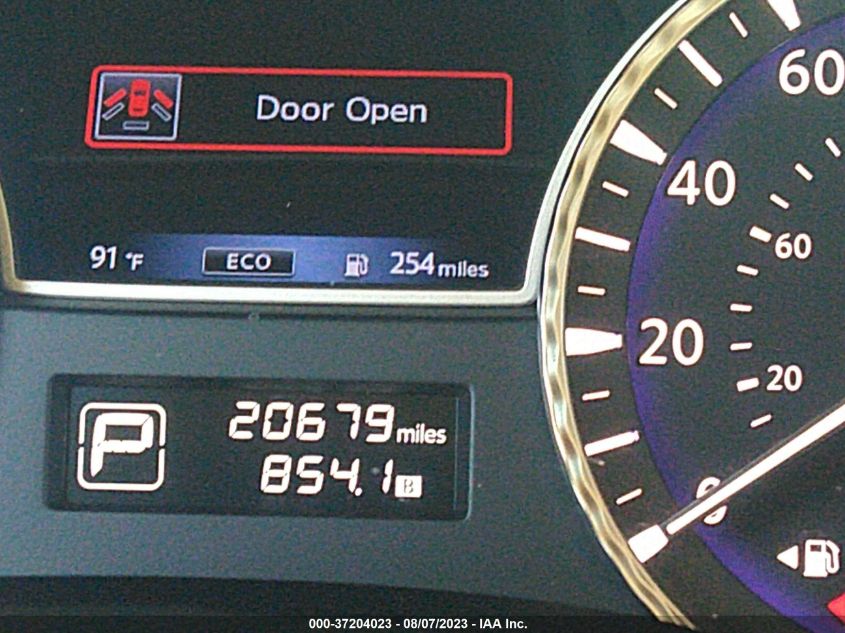 Door Open
91 °F ECO 254 miles
P
20679 miles
854.1 B
60
40
60
20
20
0
000-37204023 - 08/07/2023 - IAA Inc.